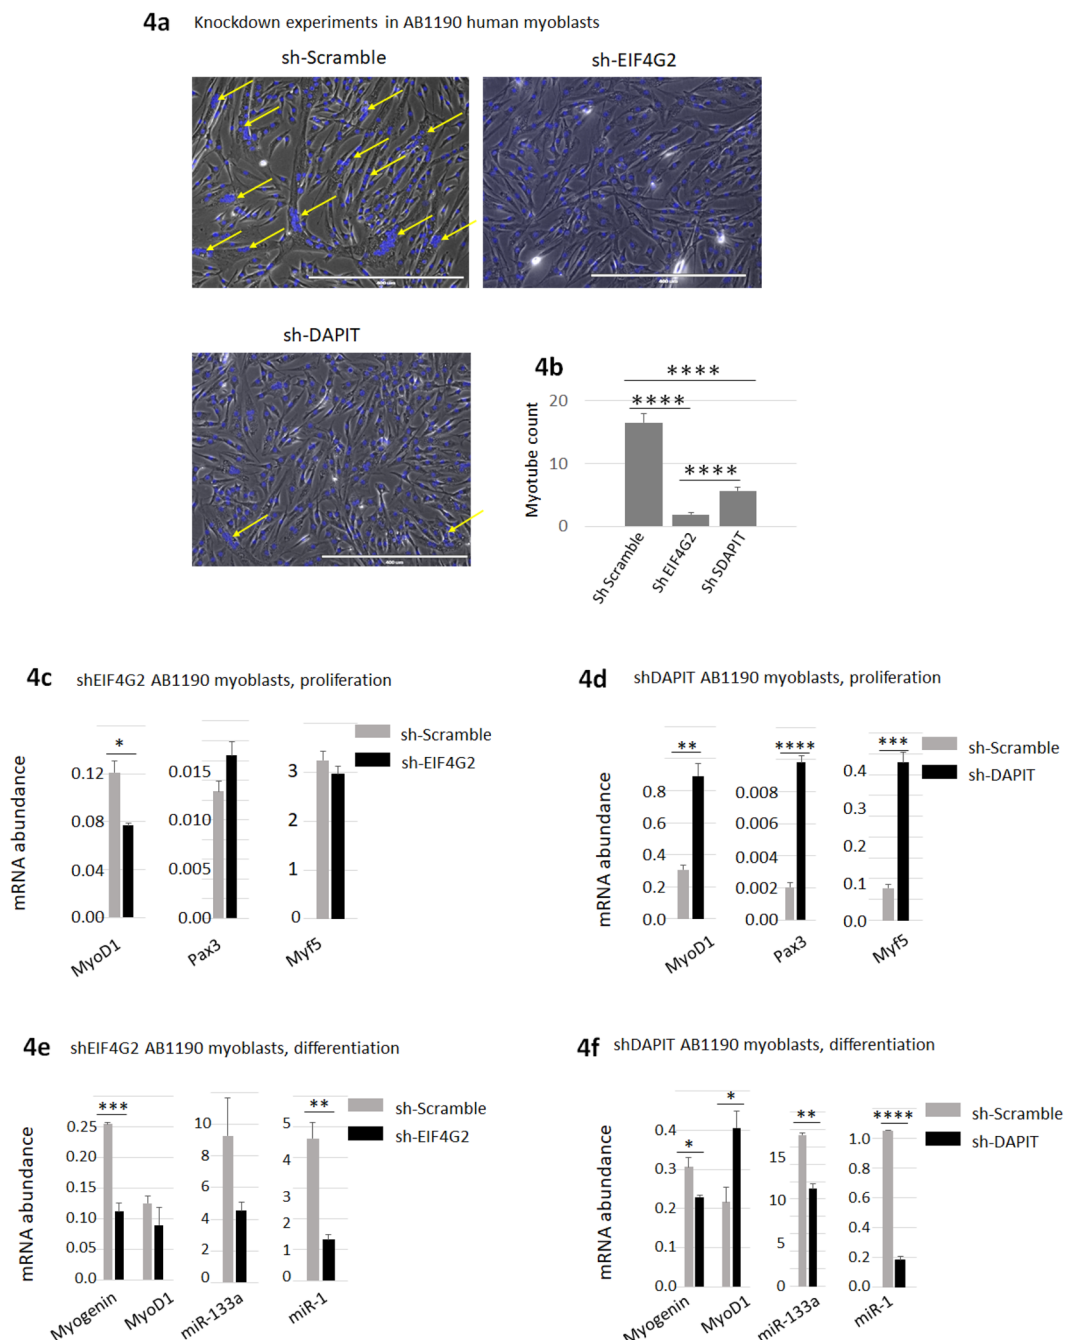 4a Knockdown experiments in AB1190 human myoblasts
sh-Scramble
sh-EIF4G2
400 um
sh-DAPIT
400 um
4b
Myotube count
20
10
0
****
****
****
Sh Scramble
Sh EIF4G2
Sh SDAPIT
4c shEIF4G2 AB1190 myoblasts, proliferation
mRNA abundance
*
0.12
0.08
0.04
0.00
MyoD1
0.015
0.010
0.005
0.00
Pax3
3
2
1
0
Myf5
sh-Scramble
sh-EIF4G2
4d shDAPIT AB1190 myoblasts, proliferation
mRNA abundance
**
0.8
0.6
0.4
0.2
0.0
MyoD1
****
0.008
0.006
0.004
0.002
0.00
Pax3
***
0.4
0.3
0.2
0.1
0.0
Myf5
sh-Scramble
sh-DAPIT
4e shEIF4G2 AB1190 myoblasts, differentiation
mRNA abundance
***
0.25
0.20
0.15
0.10
0.05
0.0
Myogenin
MyoD1
10
8
6
4
2
0
miR-133a
**
5
4
3
2
1
0
miR-1
sh-Scramble
sh-EIF4G2
4f shDAPIT AB1190 myoblasts, differentiation
mRNA abundance
*
*
0.4
0.3
0.2
0.1
0.0
Myogenin
MyoD1
**
15
10
5
0
miR-133a
****
1.0
0.8
0.6
0.4
0.2
0.0
miR-1
sh-Scramble
sh-DAPIT